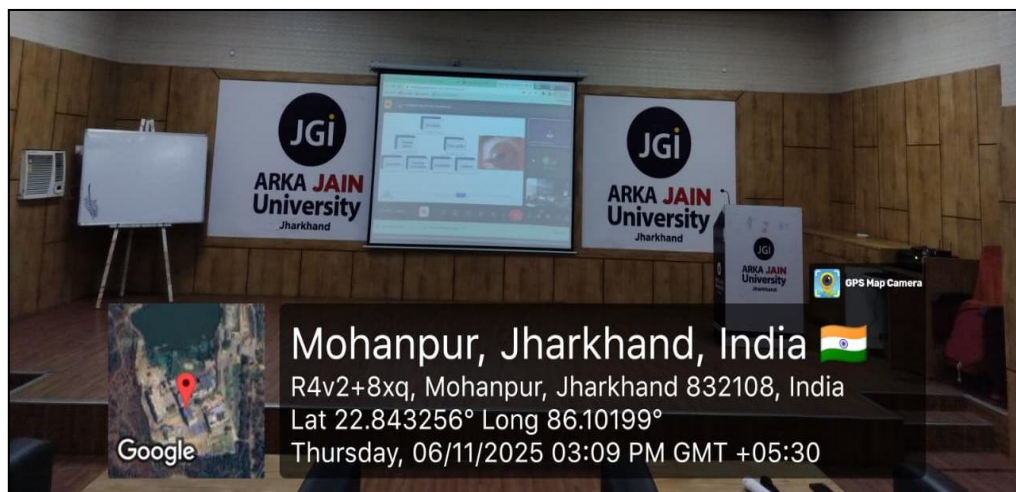 JGi
ARKA JAIN
University
Jharkhand
JGi
ARKA JAIN
University
Jharkhand
JGi
ARKA JAIN
University
Jharkhand
GPS Map Camera
Mohanpur, Jharkhand, India
R4v2+8xq, Mohanpur, Jharkhand 832108, India
Lat 22.843256° Long 86.10199°
Thursday, 06/11/2025 03:09 PM GMT +05:30
Google